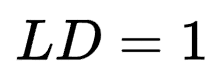 LD = 1